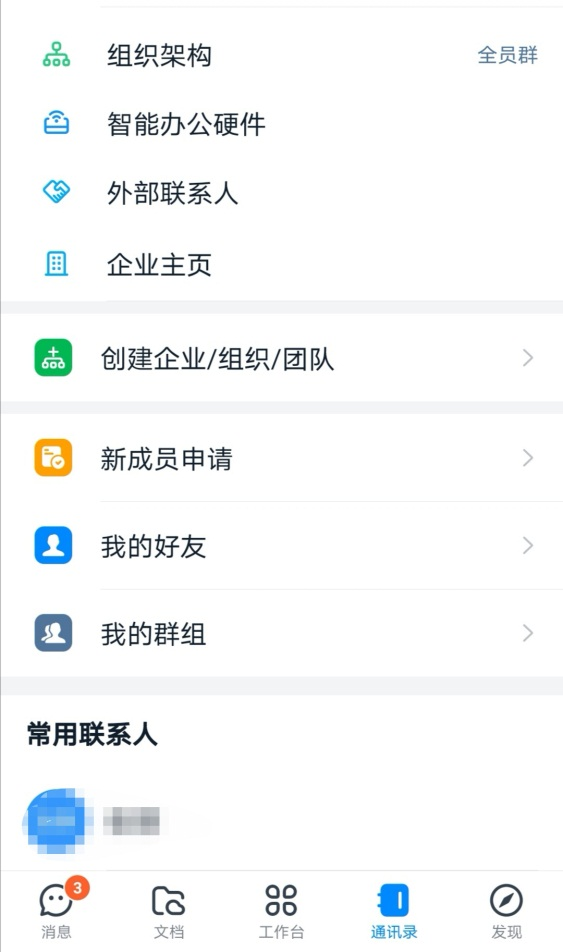 组织架构 全员群
智能办公硬件
外部联系人
企业主页
创建企业/组织/团队
新成员申请
我的好友
我的群组
常用联系人
3
消息 文档 工作台 通讯录 发现